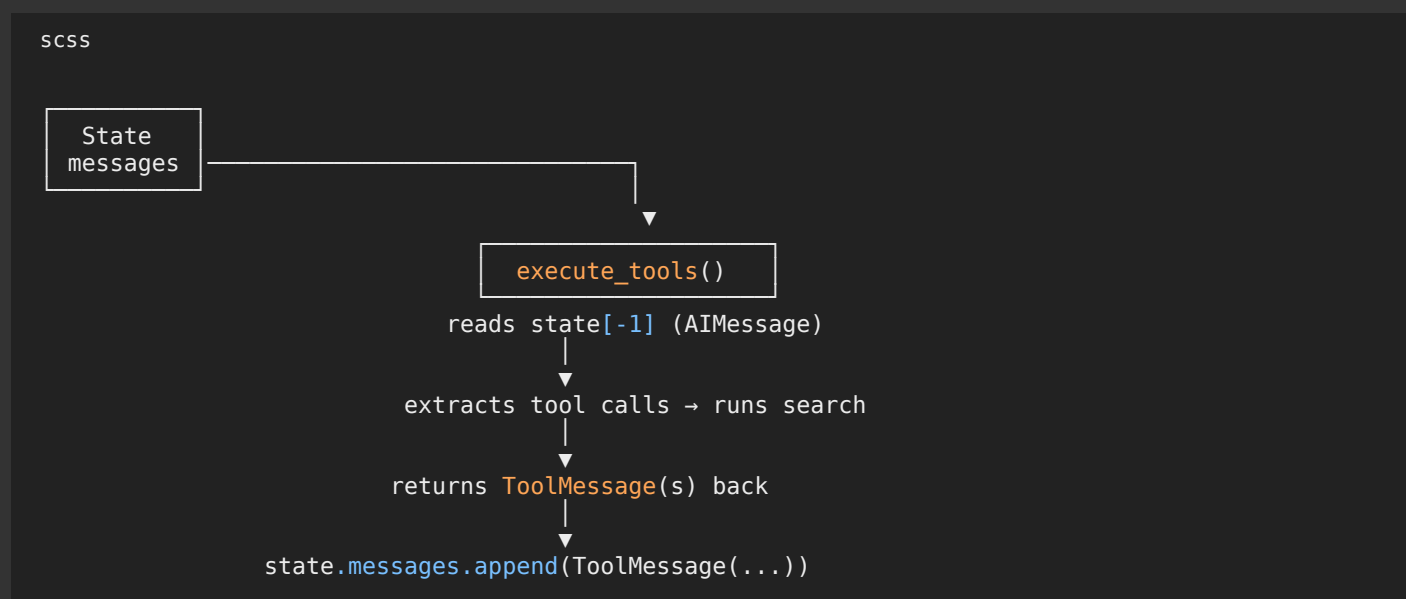 scss
State
messages
execute_tools()
reads state[-1] (AIMessage)
extracts tool calls → runs search
returns ToolMessage(s) back
state.messages.append(ToolMessage(...))